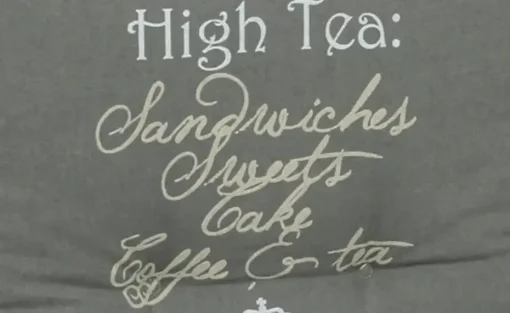 High Tea:
Sandwiches
Sweets
Cake
Coffee & tea